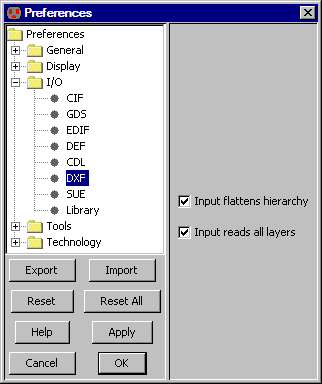 Preferences
Preferences
General
Display
I/O
CIF
GDS
EDIF
DEF
CDL
DXF
SUE
Library
Tools
Technology
Input flattens hierarchy
Input reads all layers
Export Import
Reset Reset All
Help Apply
Cancel OK